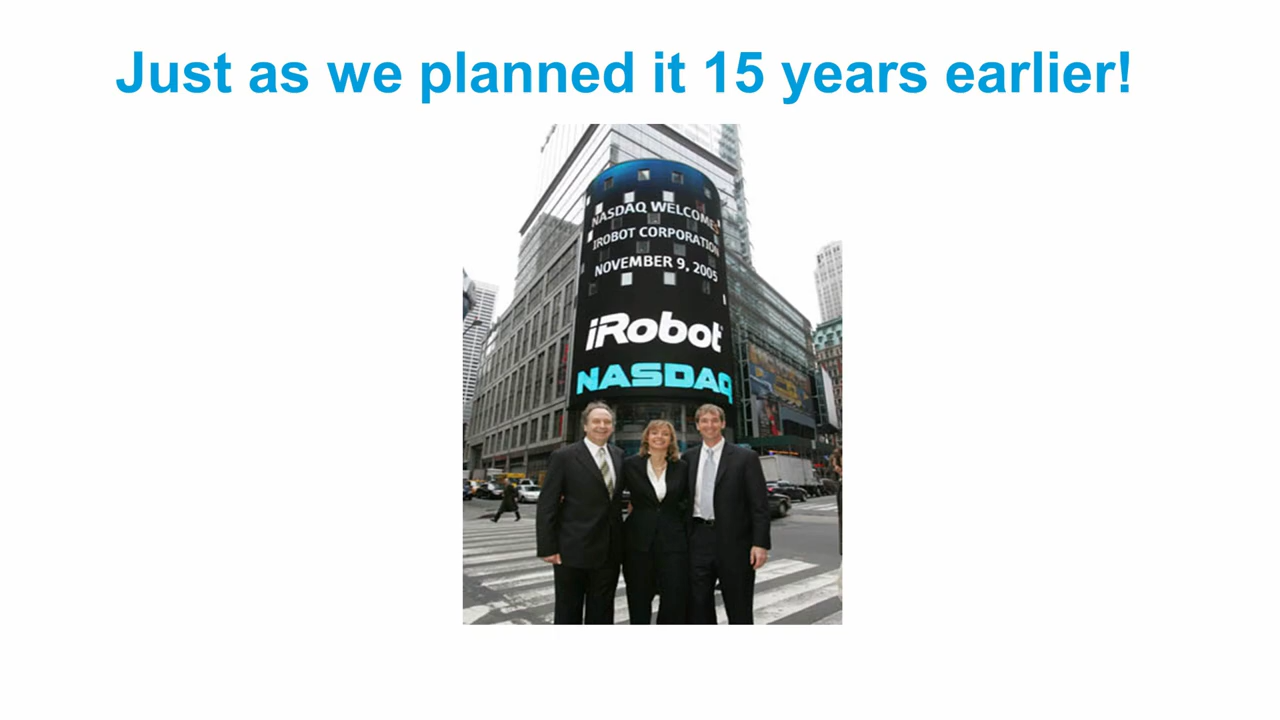 Just as we planned it 15 years earlier!
NASDAQ WELCOMES
IROBOT CORPORATION
NOVEMBER 9, 2005
iRobot
NASDAQ